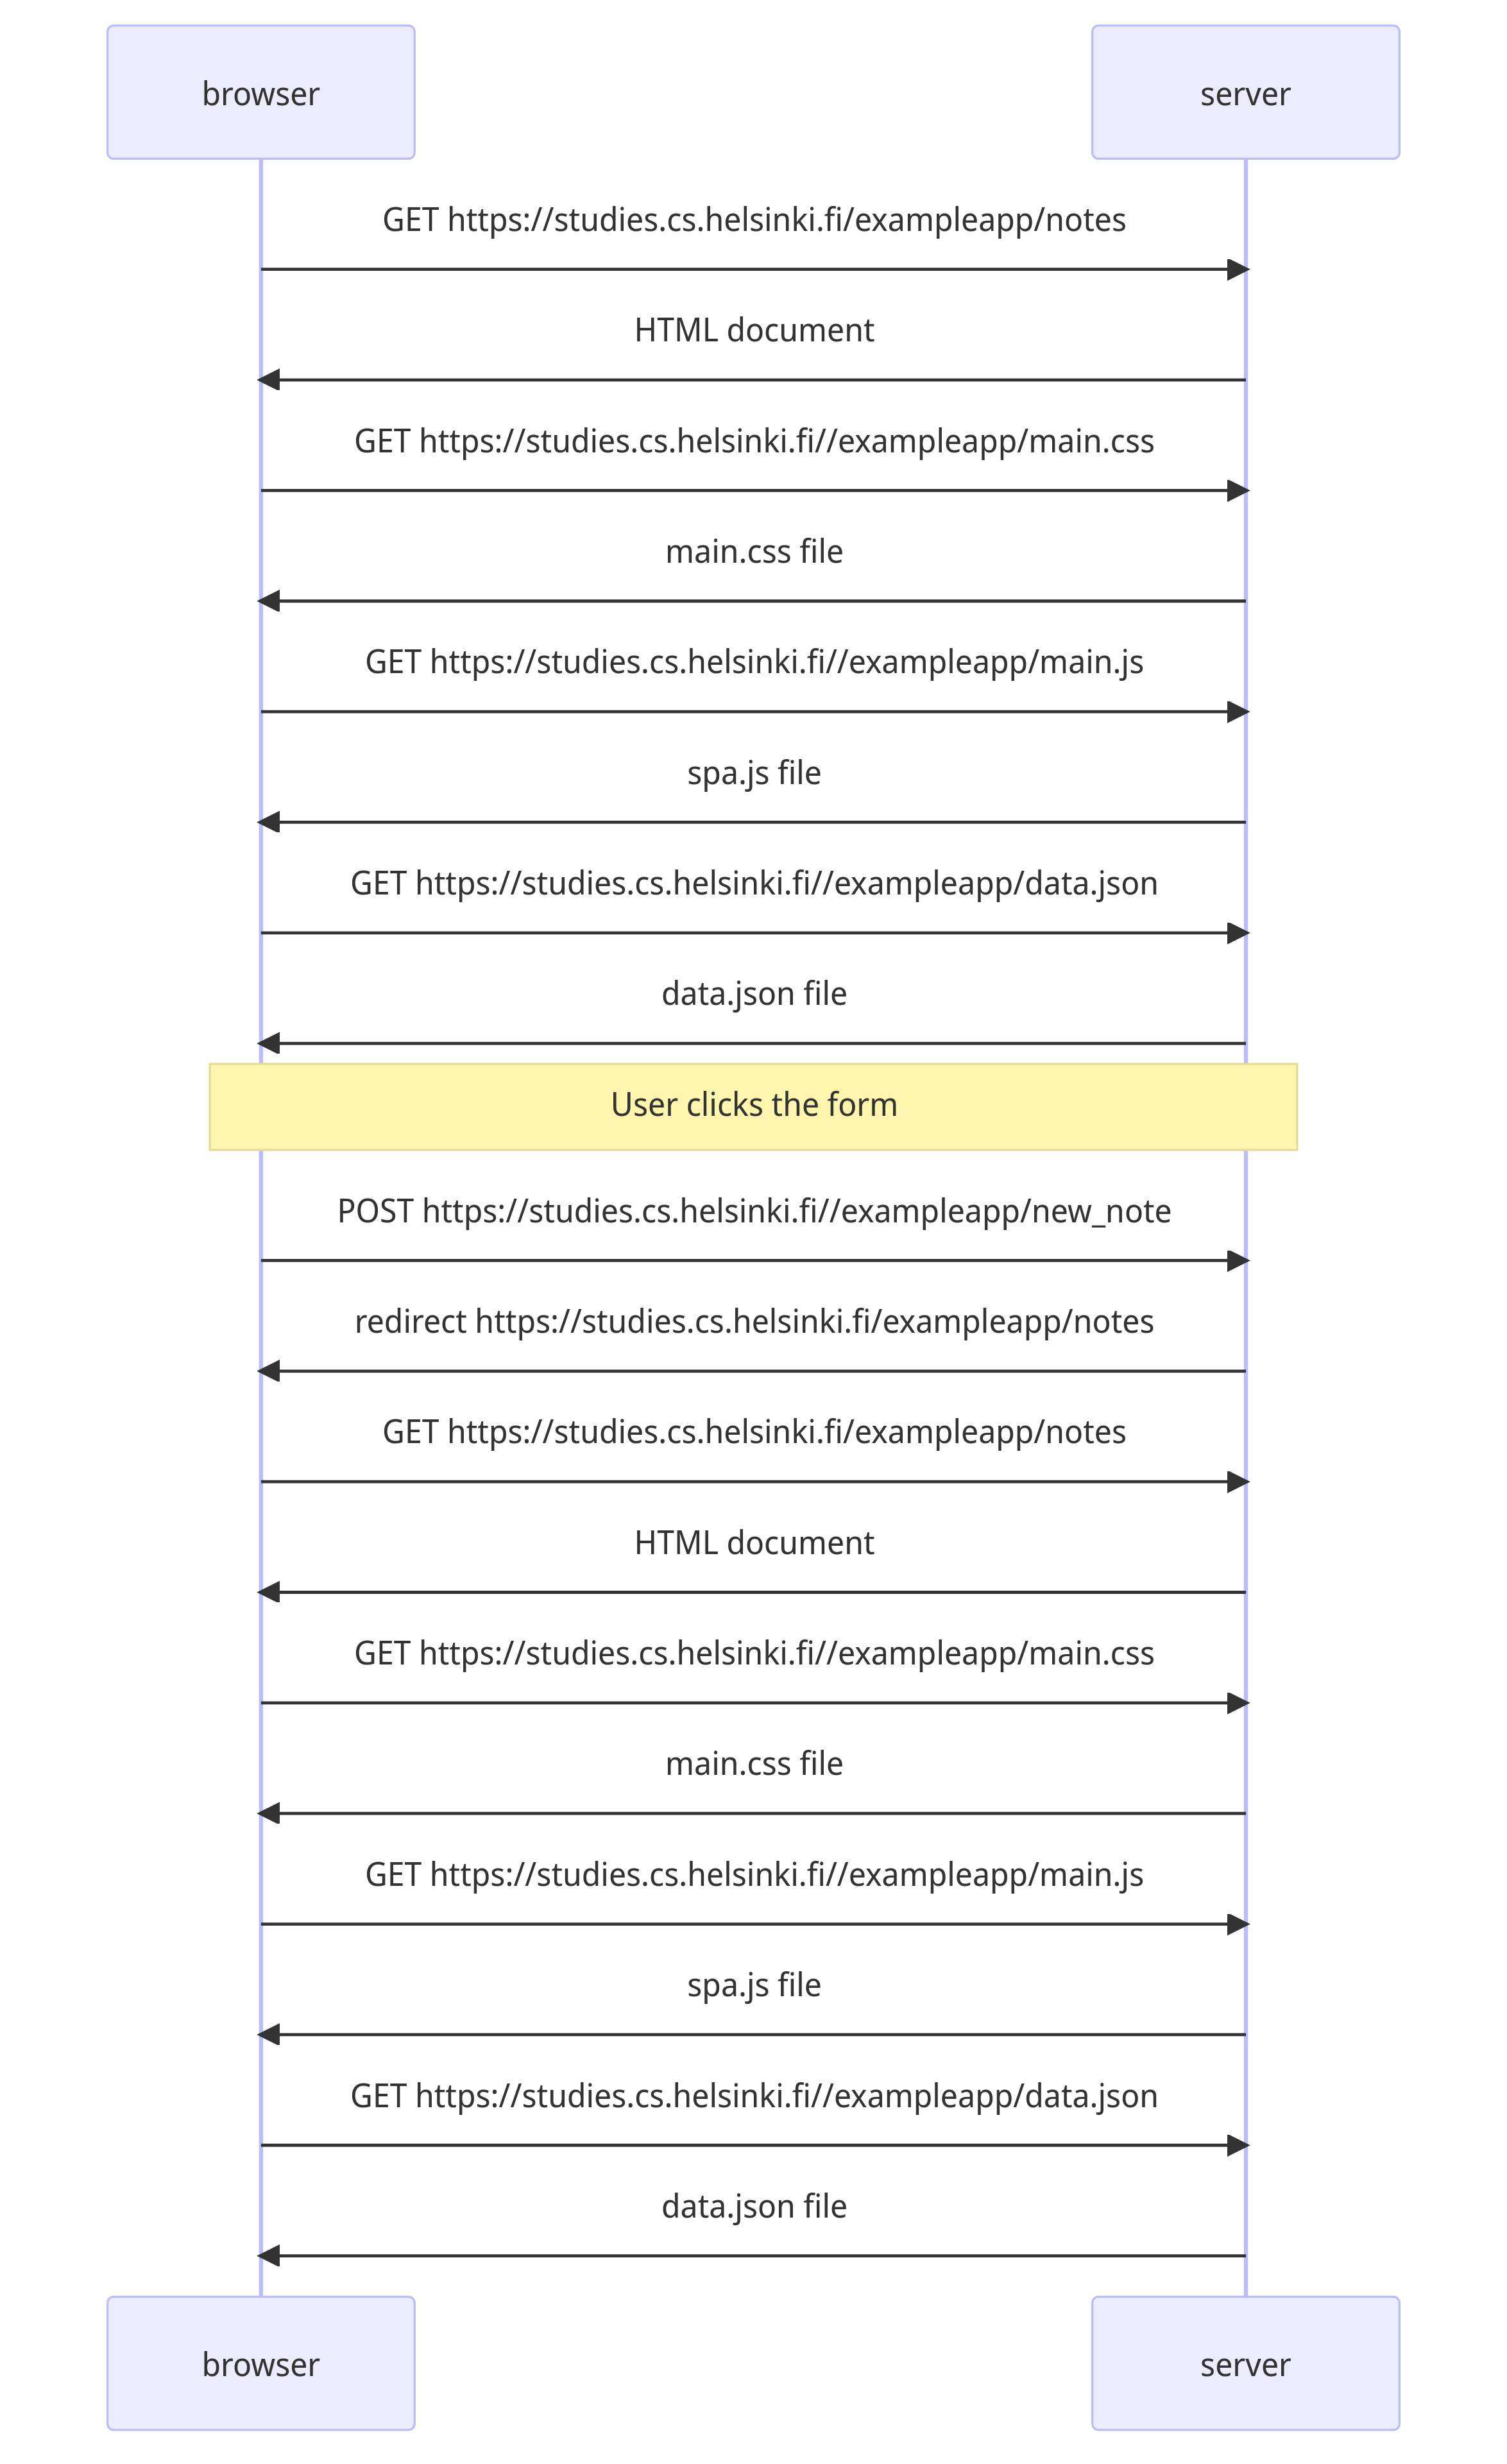 browser
server
GET https://studies.cs.helsinki.fi/exampleapp/notes
HTML document
GET https://studies.cs.helsinki.fi//exampleapp/main.css
main.css file
GET https://studies.cs.helsinki.fi//exampleapp/main.js
spa.js file
GET https://studies.cs.helsinki.fi//exampleapp/data.json
data.json file
User clicks the form
POST https://studies.cs.helsinki.fi//exampleapp/new_note
redirect https://studies.cs.helsinki.fi/exampleapp/notes
GET https://studies.cs.helsinki.fi/exampleapp/notes
HTML document
GET https://studies.cs.helsinki.fi//exampleapp/main.css
main.css file
GET https://studies.cs.helsinki.fi//exampleapp/main.js
spa.js file
GET https://studies.cs.helsinki.fi//exampleapp/data.json
data.json file
browser
server